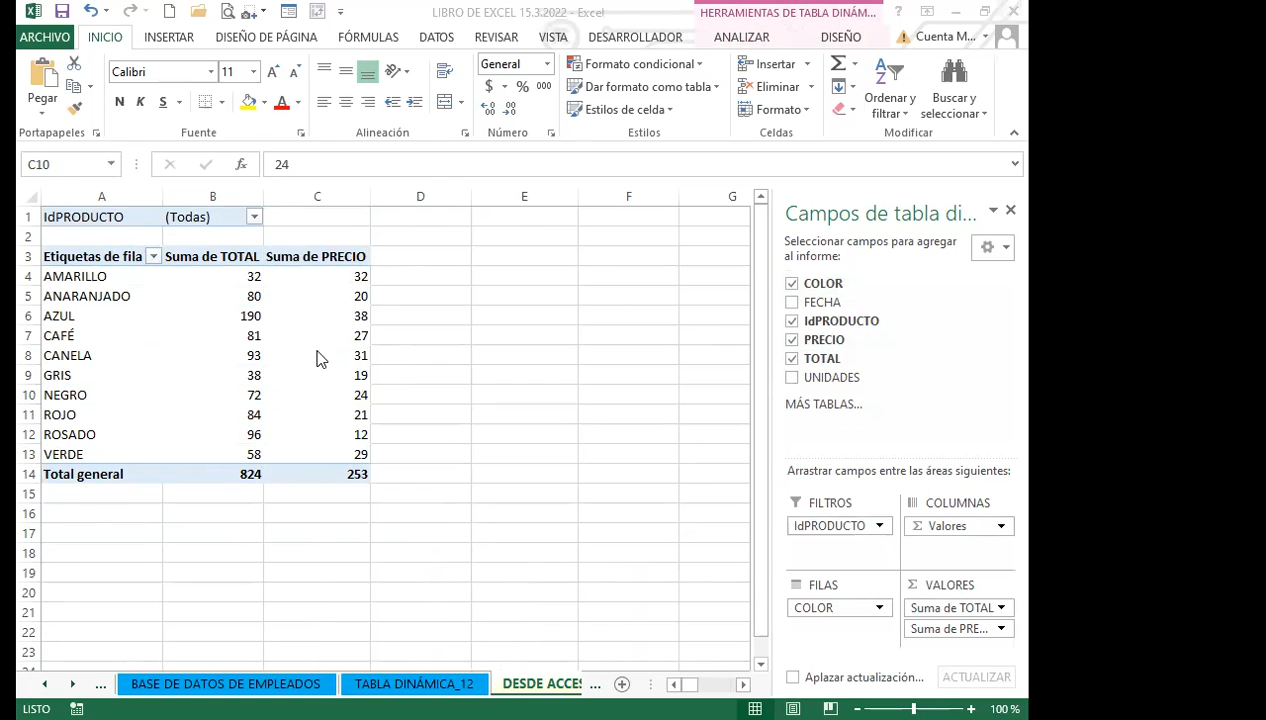 LIBRO DE EXCEL 15.3.2022 - Excel
HERRAMIENTAS DE TABLA DINÁM...
?
ARCHIVO INICIO INSERTAR DISEÑO DE PÁGINA FÓRMULAS DATOS REVISAR VISTA DESARROLLADOR ANALIZAR DISEÑO Cuenta M...
Pegar
Calibri 11
N K S
General
$ % 000
Formato condicional
Dar formato como tabla
Estilos de celda
Insertar
Eliminar
Formato
Ordenar y filtrar
Buscar y seleccionar
Portapapeles Fuente Alineación Número Estilos Celdas Modificar
C10 fx 24
A B C D E F G
1 IdPRODUCTO (Todas)
2
3 Etiquetas de fila Suma de TOTAL Suma de PRECIO
4 AMARILLO 32 32
5 ANARANJADO 80 20
6 AZUL 190 38
7 CAFÉ 81 27
8 CANELA 93 31
9 GRIS 38 19
10 NEGRO 72 24
11 ROJO 84 21
12 ROSADO 96 12
13 VERDE 58 29
14 Total general 824 253
15
16
17
18
19
20
21
22
23
Campos de tabla di...
Seleccionar campos para agregar
al informe:
COLOR
FECHA
IdPRODUCTO
PRECIO
TOTAL
UNIDADES
MÁS TABLAS...
Arrastrar campos entre las áreas siguientes:
FILTROS COLUMNAS
IdPRODUCTO Σ Valores
FILAS Σ VALORES
COLOR Suma de TOTAL
Suma de PRE...
Aplazar actualización... ACTUALIZAR
... BASE DE DATOS DE EMPLEADOS TABLA DINÁMICA_12 DESDE ACCES ...
LISTO 100 %